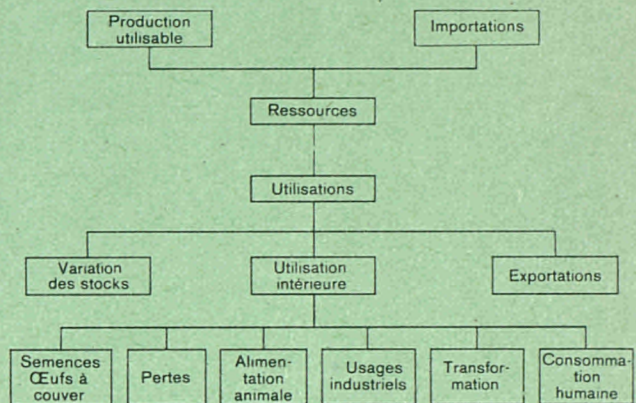 Production
utilisable
Importations
Ressources
Utilisations
Variation
des stocks
Utilisation
intérieure
Exportations
Semences
Œufs à
couver
Pertes
Alimen-
tation
animale
Usages
industriels
Transfor-
mation
Consomma-
tion
humaine